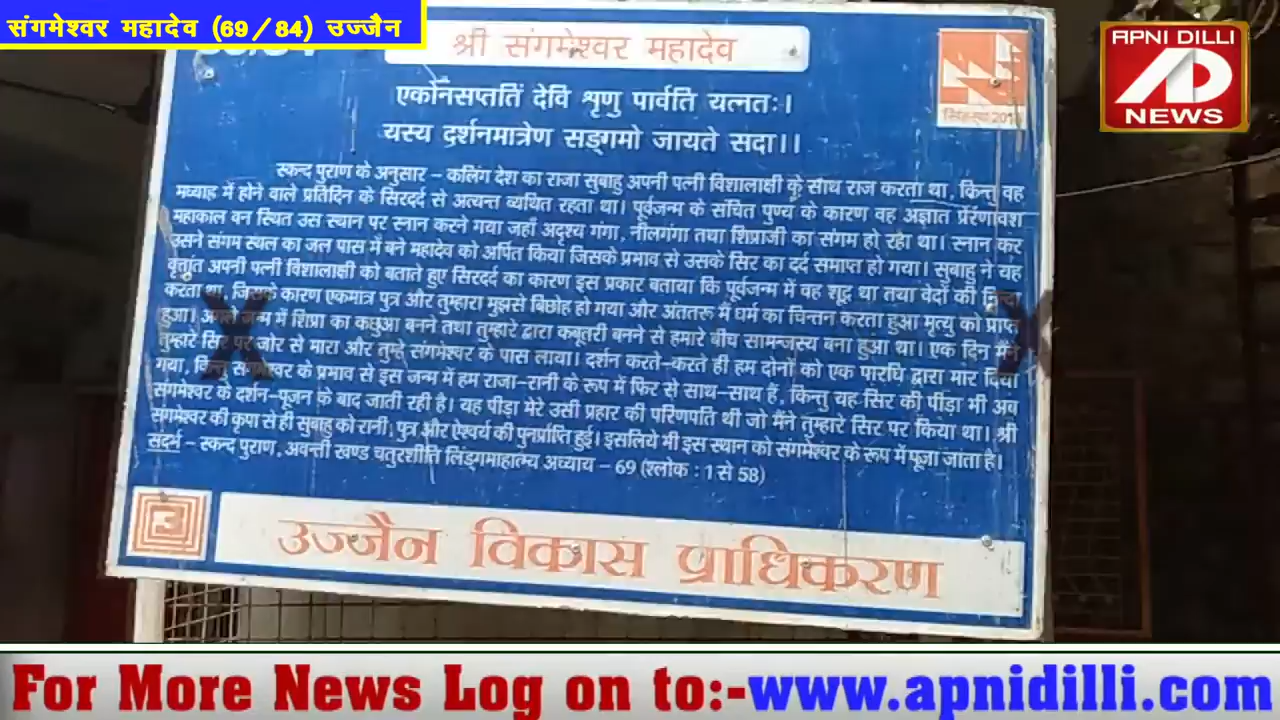 संगमेश्वर महादेव (69/84) उज्जैन
श्री संगमेश्वर महादेव
APNI DILLI
AD
NEWS
एकोनसप्ततिं देवि श्रृणु पार्वति यत्नतः।
यस्य दर्शनमात्रेण सङ्गमो जायते सदा।।
स्कन्द पुराण के अनुसार – कलिंग देश का राजा सुबाहु अपनी पत्नी विशालाक्षी के साथ राज करता था, किन्तु वह
मध्याह्न में होने वाले प्रतिदिन के सिरदर्द से अत्यन्त व्यथित रहता था। पूर्वजन्म के संचित पुण्य के कारण वह अज्ञात प्रेरणावश
महाकाल वन स्थित उस स्थान पर स्नान करने गया जहाँ अदृश्य गंगा, नीलगंगा तथा शिप्राजी का संगम हो रहा था। स्नान कर
उसने संगम स्थल का जल पास में बने महादेव को अर्पित किया जिसके प्रभाव से उसके सिर का दर्द समाप्त हो गया। सुबाहु ने यह
वृत्तांत अपनी पत्नी विशालाक्षी को बताते हुए सिरदर्द का कारण इस प्रकार बताया कि पूर्वजन्म में वह शूद्र था तथा वेदों की निन्दा
करता था, जिसके कारण एकमात्र पुत्र और तुम्हारा मुझसे बिछोह हो गया और अंततरू मैं धर्म का चिन्तन करता हुआ मृत्यु को प्राप्त
हुआ। अगले जन्म में शिप्रा का कछुआ बनने तथा तुम्हारे द्वारा कबूतरी बनने से हमारे बीच सामन्जस्य बना हुआ था। एक दिन मैंने
तुम्हारे सिर पर जोर से मारा और तुम्हे संगमेश्वर के पास लाया। दर्शन करते-करते ही हम दोनों को एक पारधि द्वारा मार दिया
गया, किन्तु संगमेश्वर के प्रभाव से इस जन्म में हम राजा-रानी के रूप में फिर से साथ-साथ हैं, किन्तु यह सिर की पीड़ा भी अब
संगमेश्वर के दर्शन-पूजन के बाद जाती रही है। यह पीड़ा मेरे उसी प्रहार की परिणपति थी जो मैंने तुम्हारे सिर पर किया था। श्री
संगमेश्वर की कृपा से ही सुबाहु को रानी, पुत्र और ऐश्वर्य की पुनर्प्राप्ति हुई। इसलिये भी इस स्थान को संगमेश्वर के रूप में पूजा जाता है।
संदर्भ – स्कन्द पुराण, अवन्ती खण्ड चतुरशीति लिंङ्गमाहात्म्य अध्याय – 69 (श्लोक : 1 से 58)
उज्जैन विकास प्राधिकरण
For More News Log on to:-www.apnidilli.com